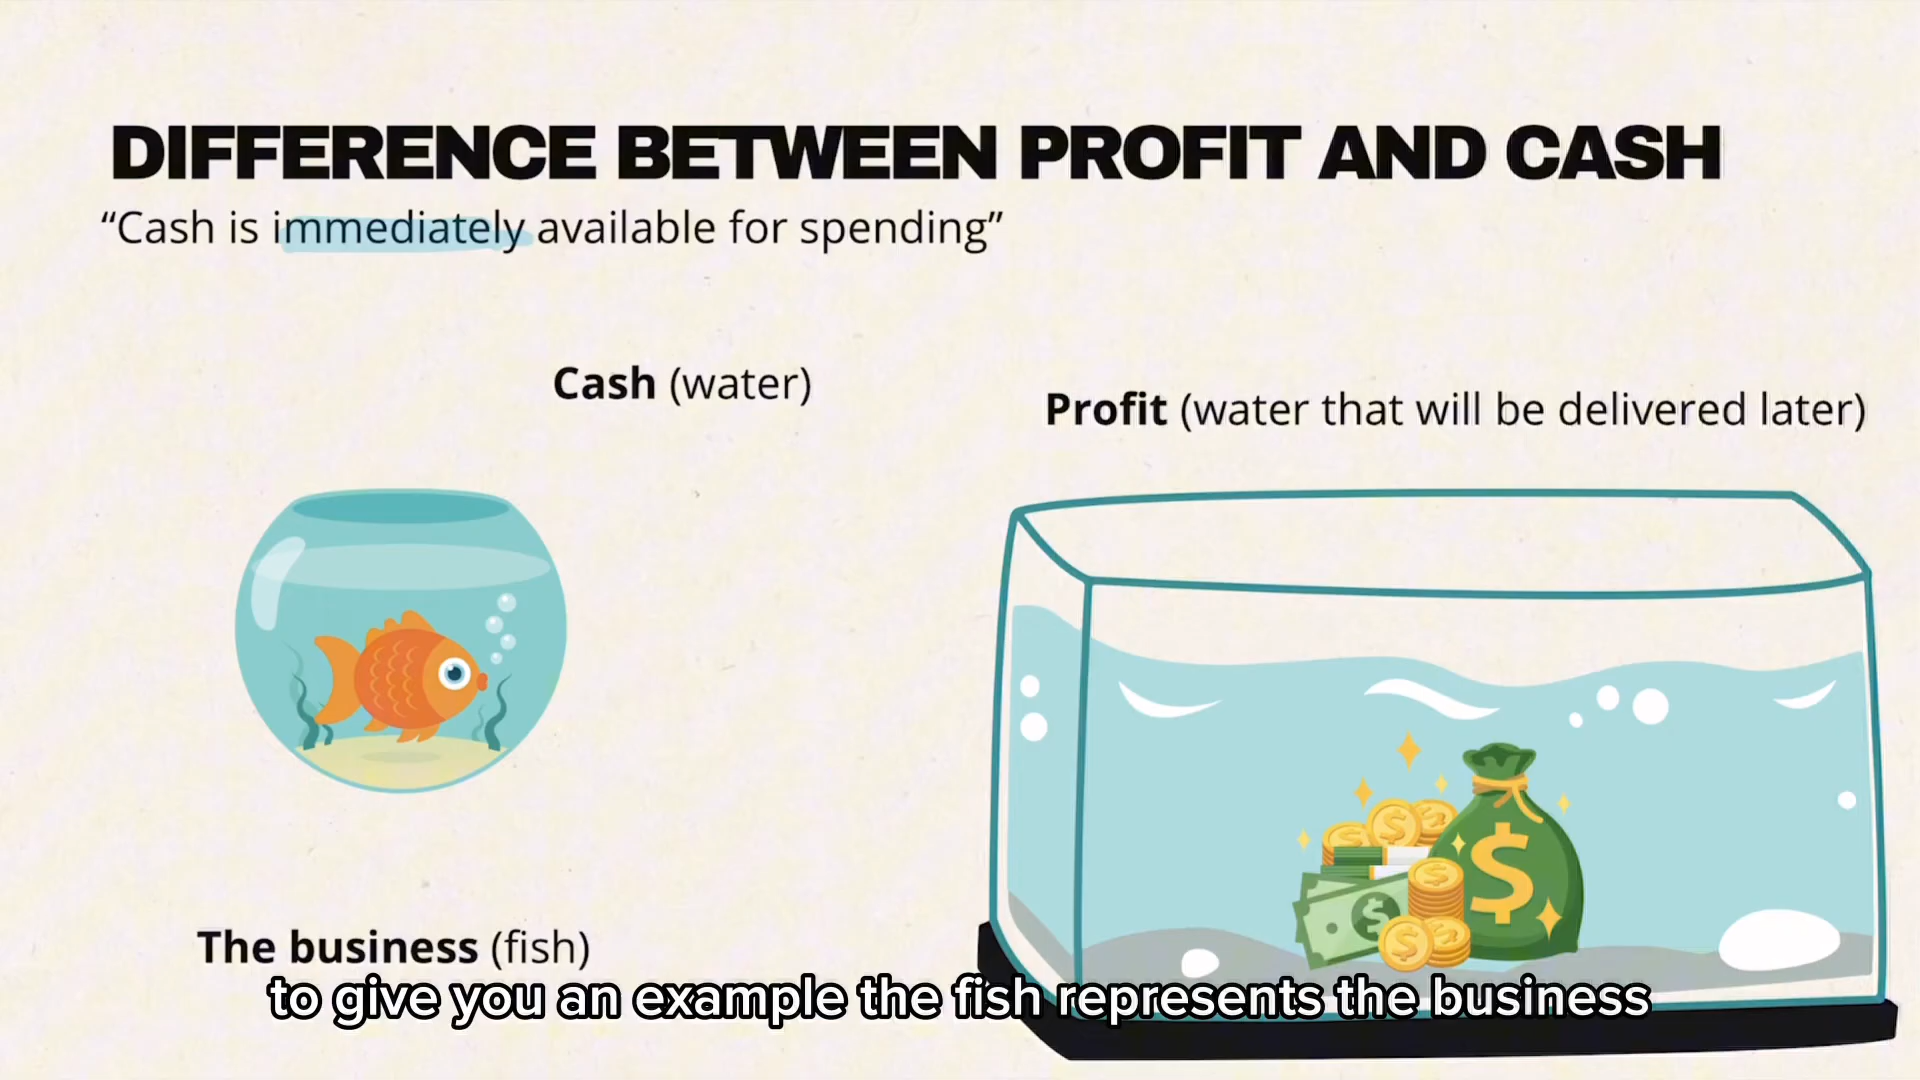 DIFFERENCE BETWEEN PROFIT AND CASH
“Cash is immediately available for spending”
Cash (water)
Profit (water that will be delivered later)
$
$
$
$
$
$
The business (fish)
to give you an example the fish represents the business